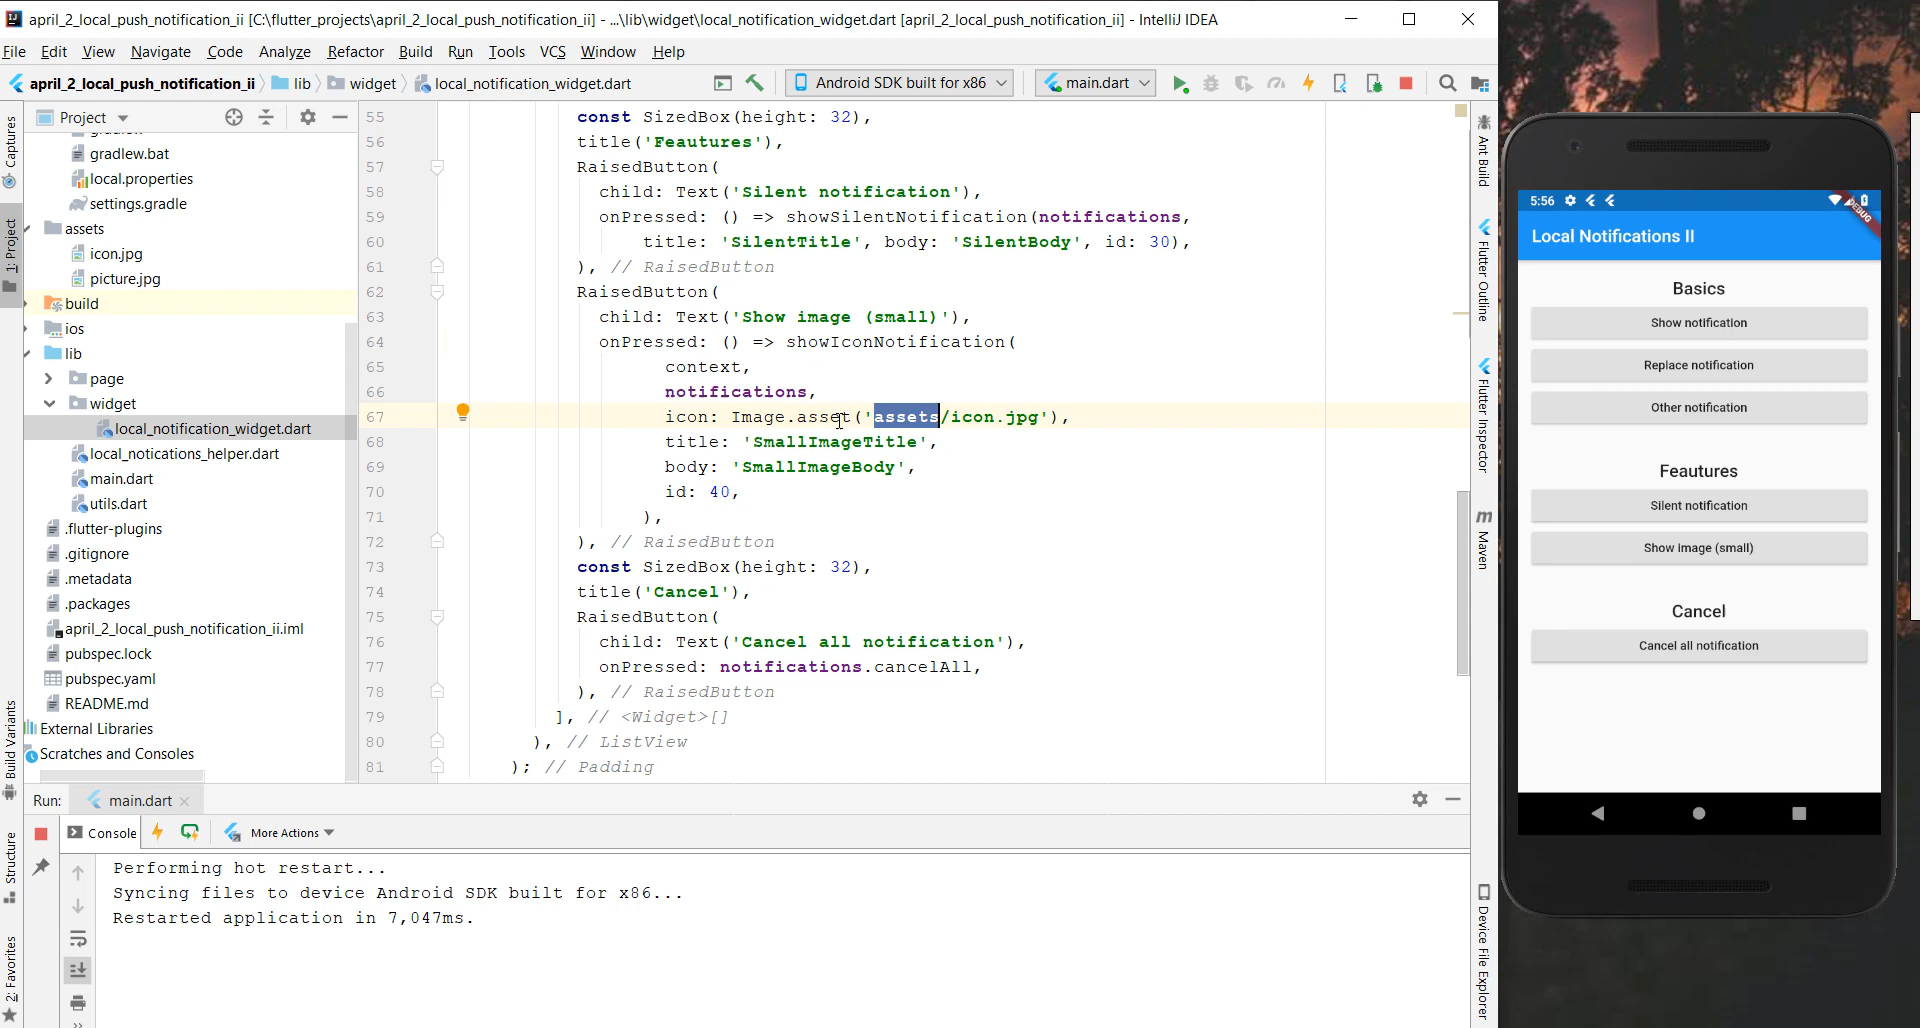 april_2_local_push_notification_ii [C:\flutter_projects\april_2_local_push_notification_ii] - ...\lib\widget\local_notification_widget.dart [april_2_local_push_notification_ii] - IntelliJ IDEA
File Edit View Navigate Code Analyze Refactor Build Run Tools VCS Window Help
april_2_local_push_notification_ii lib widget local_notification_widget.dart Android SDK built for x86 main.dart
Captures
1: Project
Build Variants
Structure
2: Favorites
Project
gradlew
gradlew.bat
local.properties
settings.gradle
assets
icon.jpg
picture.jpg
build
ios
lib
page
widget
local_notification_widget.dart
local_notications_helper.dart
main.dart
utils.dart
.flutter-plugins
.gitignore
.metadata
.packages
april_2_local_push_notification_ii.iml
pubspec.lock
pubspec.yaml
README.md
External Libraries
Scratches and Consoles
55 const SizedBox(height: 32),
56 title('Feautures'),
57 RaisedButton(
58 child: Text('Silent notification'),
59 onPressed: () => showSilentNotification(notifications,
60 title: 'SilentTitle', body: 'SilentBody', id: 30),
61 ), // RaisedButton
62 RaisedButton(
63 child: Text('Show image (small)'),
64 onPressed: () => showIconNotification(
65 context,
66 notifications,
67 icon: Image.asset('assets/icon.jpg'),
68 title: 'SmallImageTitle',
69 body: 'SmallImageBody',
70 id: 40,
71 ),
72 ), // RaisedButton
73 const SizedBox(height: 32),
74 title('Cancel'),
75 RaisedButton(
76 child: Text('Cancel all notification'),
77 onPressed: notifications.cancelAll,
78 ), // RaisedButton
79 ], // <Widget>[]
80 ), // ListView
81 ); // Padding
Ant Build
Flutter Outline
Flutter Inspector
m Maven
Device File Explorer
Run: main.dart
Console More Actions
Performing hot restart...
Syncing files to device Android SDK built for x86...
Restarted application in 7,047ms.
5:56
DEBUG
Local Notifications II
Basics
Show notification
Replace notification
Other notification
Feautures
Silent notification
Show image (small)
Cancel
Cancel all notification